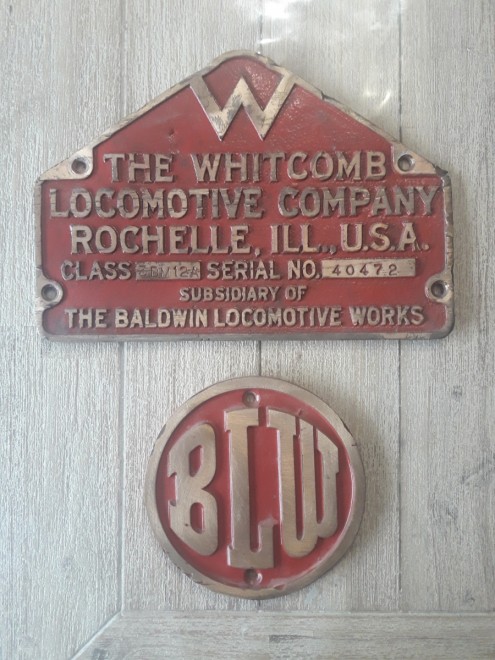 W
THE WHITCOMB
LOCOMOTIVE COMPANY
ROCHELLE, ILL., U.S.A.
CLASS SERIAL NO. 40472
SUBSIDIARY OF
THE BALDWIN LOCOMOTIVE WORKS
BLW